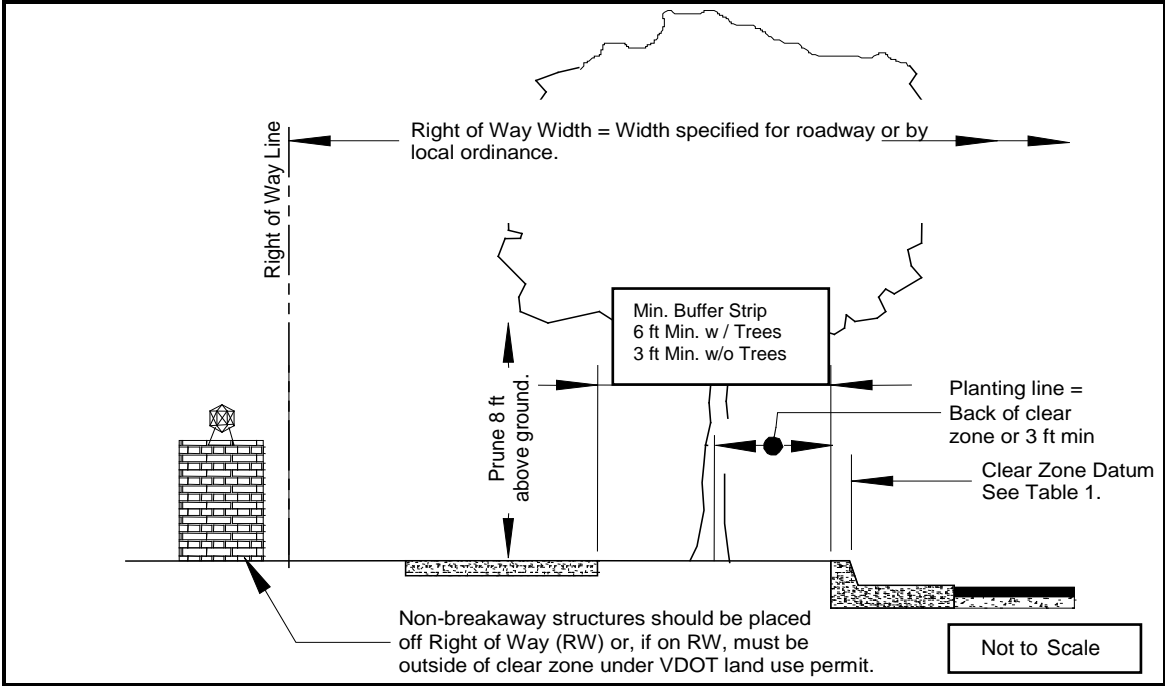 Right of Way Width = Width specified for roadway or by
local ordinance.
Right of Way Line
Min. Buffer Strip
6 ft Min. w / Trees
3 ft Min. w/o Trees
Prune 8 ft
above ground.
Planting line =
Back of clear
zone or 3 ft min
Clear Zone Datum
See Table 1.
Non-breakaway structures should be placed
off Right of Way (RW) or, if on RW, must be
outside of clear zone under VDOT land use permit.
Not to Scale